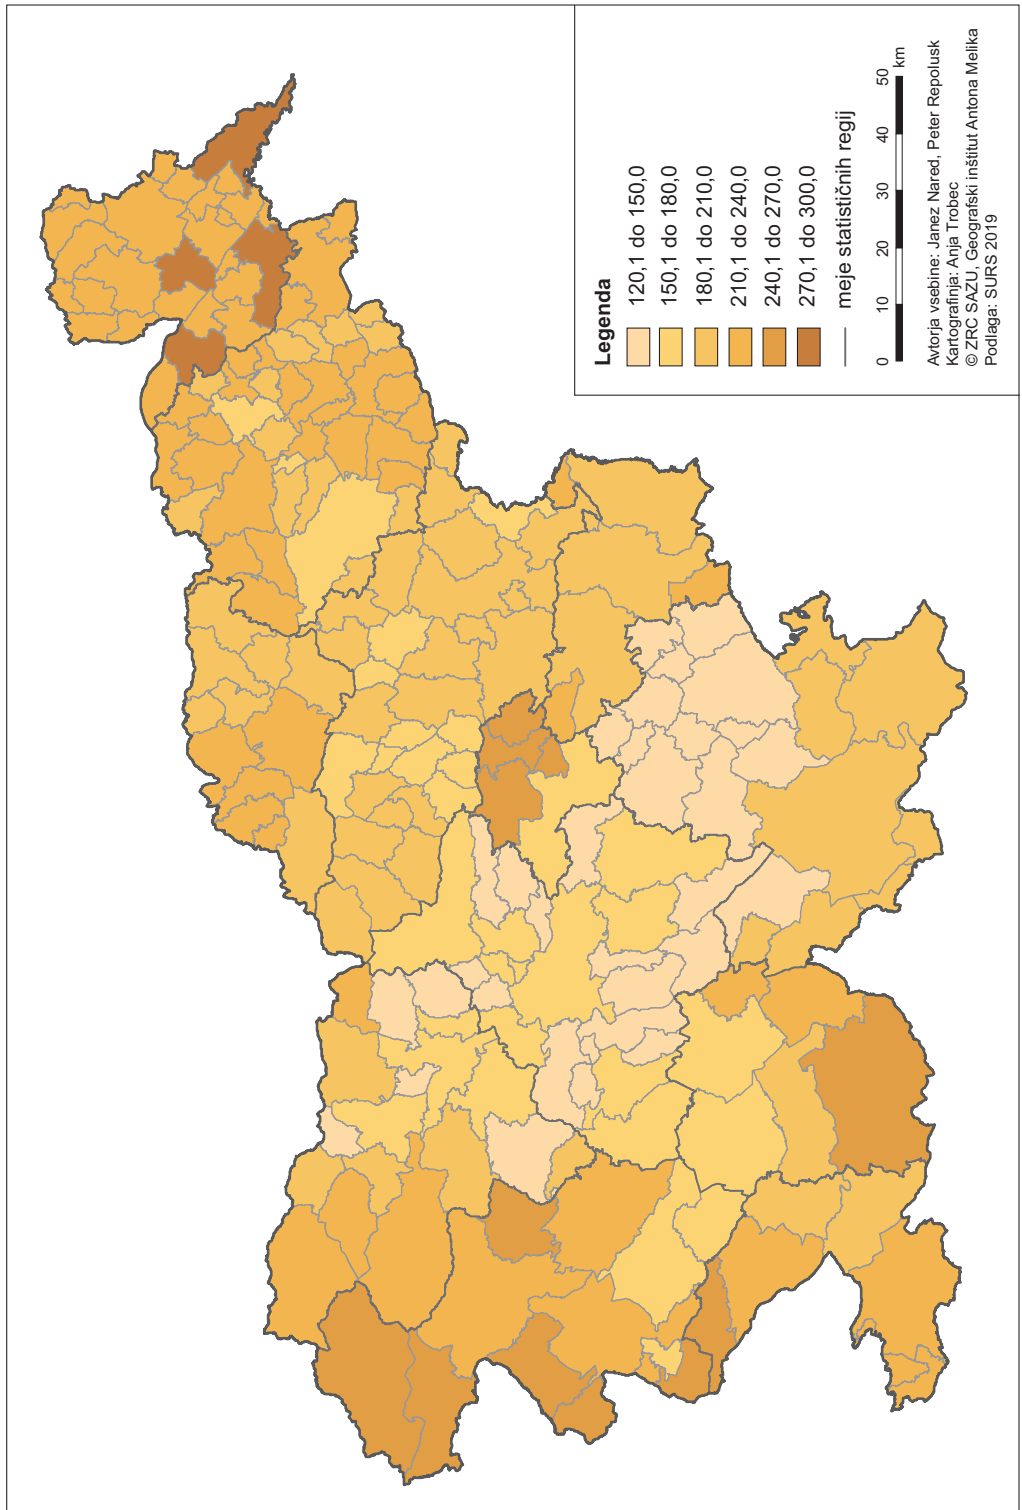 Legenda
120,1 do 150,0
150,1 do 180,0
180,1 do 210,0
210,1 do 240,0
240,1 do 270,0
270,1 do 300,0
meje statističnih regij
0 10 20 30 40 50
km
Avtorja vsebine: Janez Nared, Peter Repolusk
Kartografinja: Anja Trobec
© ZRC SAZU, Geografski inštitut Antona Melika
Podlaga: SURS 2019